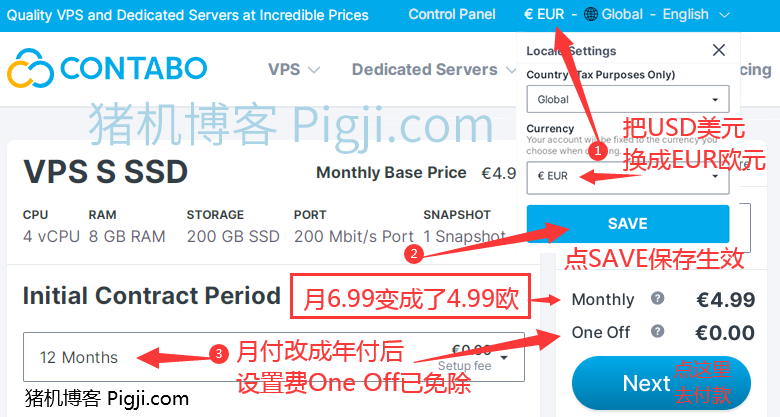 Quality VPS and Dedicated Servers at Incredible Prices
Control Panel
€ EUR - Global - English
CONTABO
VPS
Dedicated Servers
cing
Locale Settings
Country (Tax Purposes Only)
Global
Currency
Your account will be fixed to the currency you
choose when
€ EUR
SAVE
猪机博客 Pigji.com
把USD美元
1
换成EUR欧元
VPS S SSD
Monthly Base Price €4.9
CPU RAM STORAGE PORT SNAPSHOT
4 vCPU 8 GB RAM 200 GB SSD 200 Mbit/s Port 1 Snapshot
2
点SAVE保存生效
Initial Contract Period
月6.99变成了4.99欧
Monthly ? €4.99
One Off ? €0.00
12 Months
3
月付改成年付后
设置费One Off已免除
€0.00
Setup fee
Next
点这里
去付款
猪机博客 Pigji.com